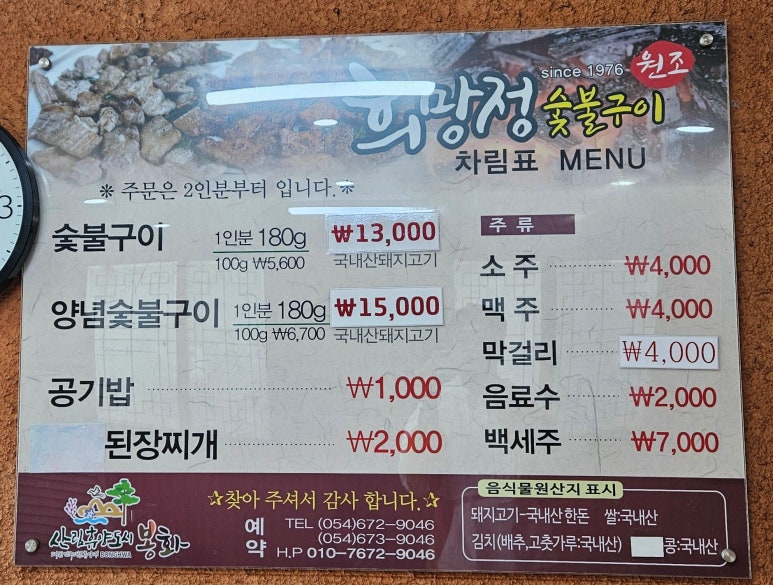 since 1976 원조
희망정 숯불구이
차림표 MENU
※ 주문은 2인분부터 입니다.※
숯불구이 1인분 180g ₩13,000
100g ₩5,600 국내산돼지고기
양념숯불구이 1인분 180g ₩15,000
100g ₩6,700 국내산돼지고기
공기밥 ₩1,000
된장찌개 ₩2,000
주 류
소 주 ₩4,000
맥 주 ₩4,000
막걸리 ₩4,000
음료수 ₩2,000
백세주 ₩7,000
산림휴양도시 봉화
BONGHWA
☆찾아 주셔서 감사 합니다.☆
예약 TEL (054)672-9046
(054)673-9046
H.P 010-7672-9046
음식물원산지 표시
돼지고기-국내산 한돈 쌀:국내산
김치(배추,고춧가루:국내산) 콩:국내산
3